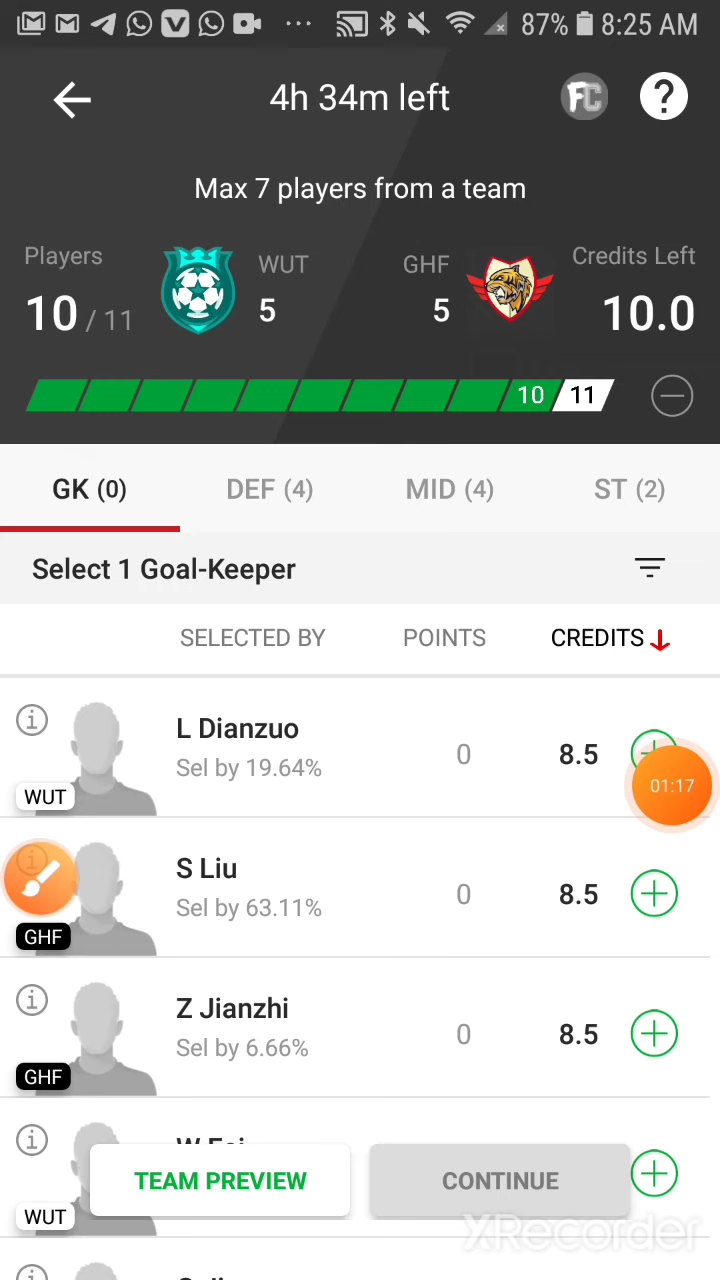 87% 8:25 AM
4h 34m left
FC ?
Max 7 players from a team
Players WUT GHF Credits Left
10 / 11 5 5 10.0
10 11
GK (0) DEF (4) MID (4) ST (2)
Select 1 Goal-Keeper
SELECTED BY POINTS CREDITS
L Dianzuo
Sel by 19.64% 0 8.5
WUT
01:17
S Liu
Sel by 63.11% 0 8.5
GHF
Z Jianzhi
Sel by 6.66% 0 8.5
GHF
TEAM PREVIEW CONTINUE
WUT
XRecorder